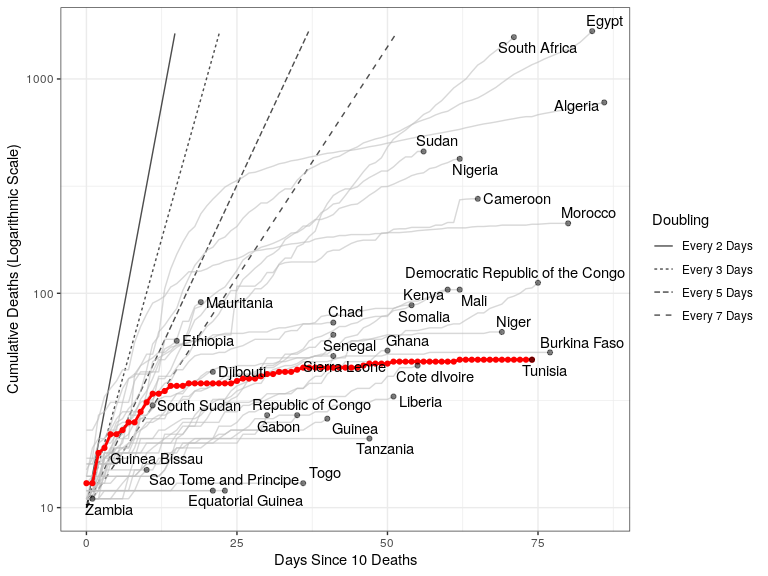 Egypt
South Africa
Algeria
Sudan
Nigeria
Cameroon
Morocco
Democratic Republic of the Congo
Kenya
Mali
Mauritania
Chad
Somalia
Niger
Ethiopia
Senegal
Ghana
Burkina Faso
Djibouti
Sierra Leone
Cote dIvoire
Tunisia
South Sudan
Republic of Congo
Liberia
Gabon
Guinea
Tanzania
Guinea Bissau
Sao Tome and Principe
Togo
Equatorial Guinea
Zambia
1000
100
10
0
25
50
75
Days Since 10 Deaths
Cumulative Deaths (Logarithmic Scale)
Doubling
Every 2 Days
Every 3 Days
Every 5 Days
Every 7 Days